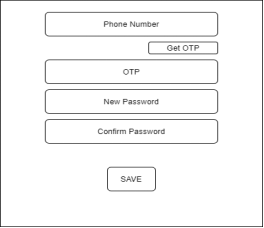 Phone Number
Get OTP
OTP
New Password
Confirm Password
SAVE